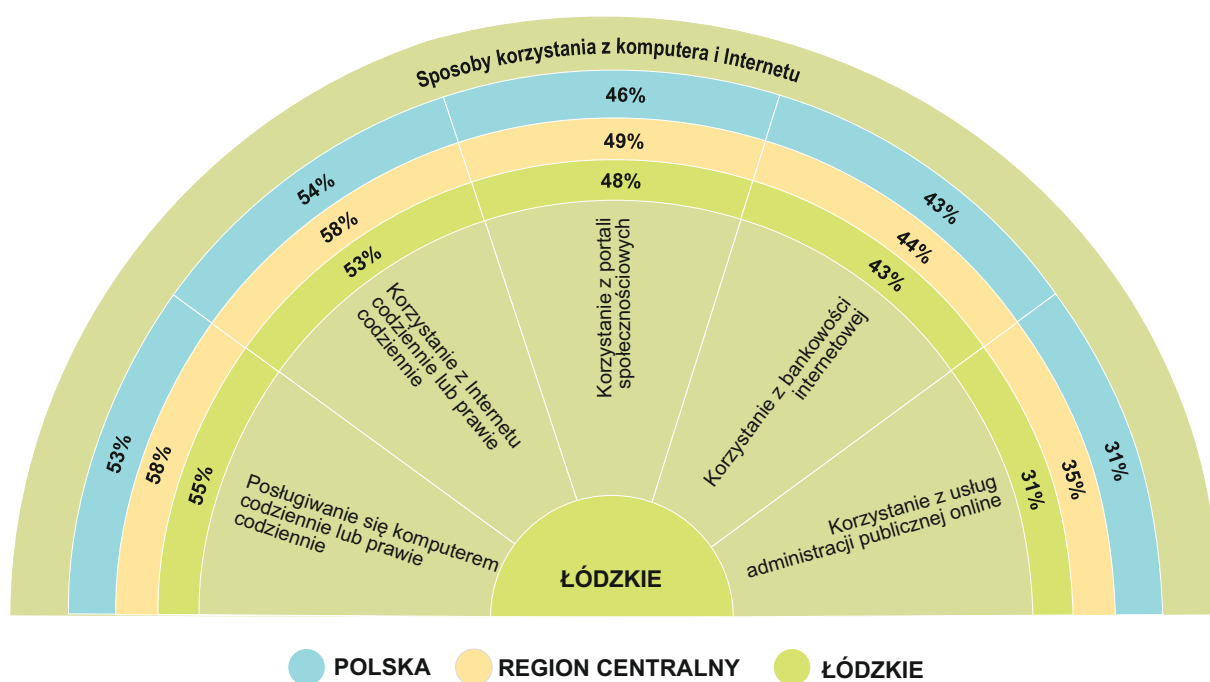 Sposoby korzystania z komputera i Internetu
53%
58%
55%
Posługiwanie się komputerem
codziennie lub prawie
codziennie
54%
58%
53%
Korzystanie z Internetu
codziennie lub prawie
codziennie
46%
49%
48%
Korzystanie z portali
społecznościowych
43%
44%
43%
Korzystanie z bankowości
internetowej
31%
35%
31%
Korzystanie z usług
administracji publicznej online
ŁÓDZKIE
POLSKA
REGION CENTRALNY
ŁÓDZKIE